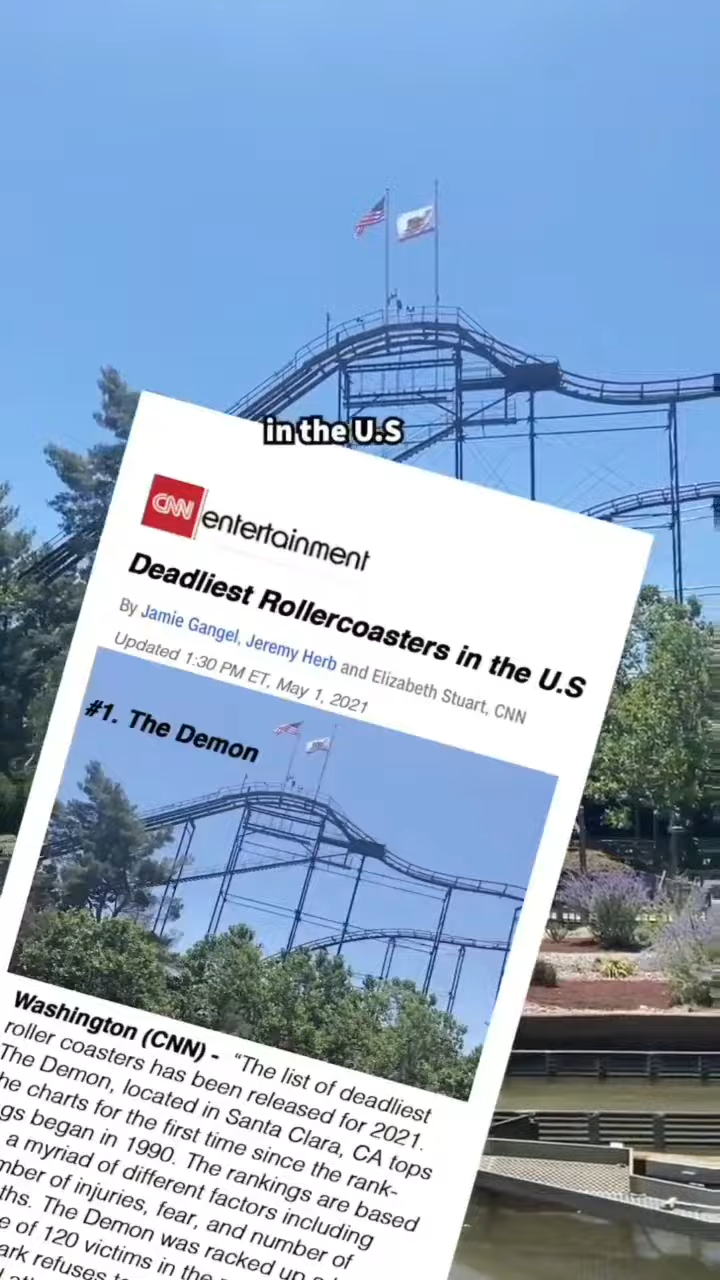 in the U.S
CNN entertainment
Deadliest Rollercoasters in the U.S
By Jamie Gangel, Jeremy Herb and Elizabeth Stuart, CNN
Updated 1:30 PM ET, May 1, 2021
#1. The Demon
Washington (CNN) - “The list of deadliest
roller coasters has been released for 2021.
The Demon, located in Santa Clara, CA tops
the charts for the first time since the rank-
began in 1990. The rankings are based
a myriad of different factors including
of injuries, fear, and number of
The Demon was racked up
of 120 victims in the
refuses